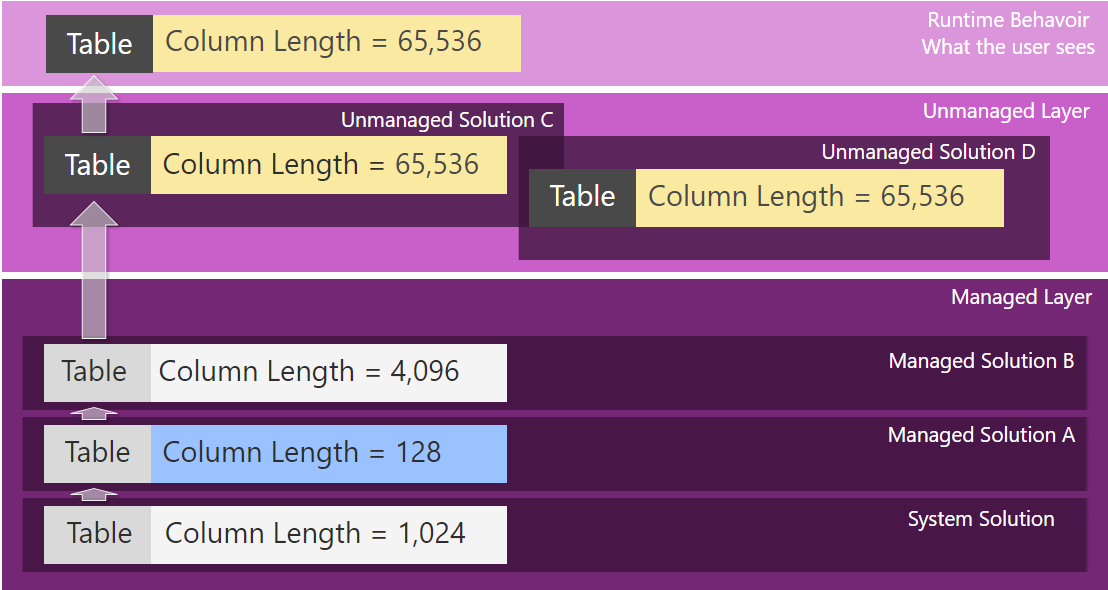 Runtime Behavoir
What the user sees
Table Column Length = 65,536
Unmanaged Layer
Unmanaged Solution C
Table Column Length = 65,536
Unmanaged Solution D
Table Column Length = 65,536
Managed Layer
Managed Solution B
Table Column Length = 4,096
Managed Solution A
Table Column Length = 128
System Solution
Table Column Length = 1,024